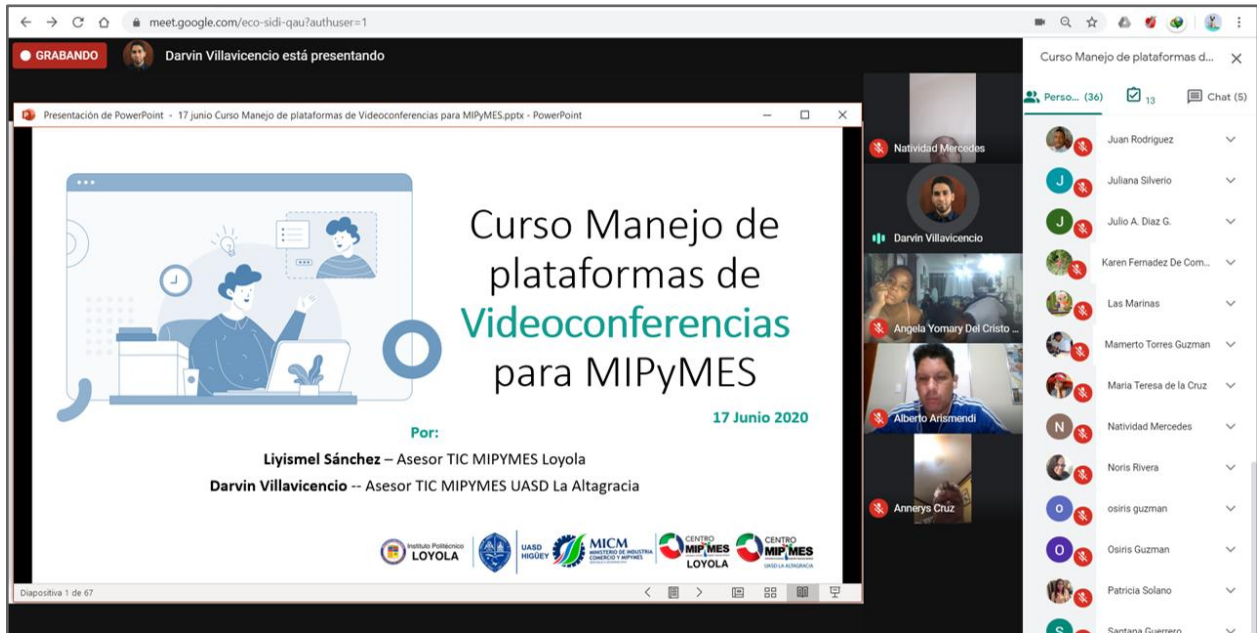 meet.google.com/eco-sidi-qau?authuser=1
GRABANDO
Darvin Villavicencio está presentando
Presentación de PowerPoint - 17 junio Curso Manejo de plataformas de Videoconferencias para MIPyMES.pptx - PowerPoint
Curso Manejo de
plataformas de
Videoconferencias
para MIPyMES
17 Junio 2020
Por:
Liyismel Sánchez – Asesor TIC MIPYMES Loyola
Darvin Villavicencio -- Asesor TIC MIPYMES UASD La Altagracia
Instituto Politécnico
LOYOLA
UASD
HIGÜEY
MICM
MINISTERIO DE INDUSTRIA
COMERCIO Y MIPYMES
CENTRO
MIPYMES
LOYOLA
CENTRO
MIPYMES
UASD LA ALTAGRACIA
Diapositiva 1 de 67
Natividad Mercedes
Darvin Villavicencio
Angela Yomary Del Cristo ...
Alberto Arismendi
Annerys Cruz
Curso Manejo de plataformas d...
Perso... (36)
13
Chat (5)
Juan Rodriguez
J
Juliana Silverio
J
Julio A. Diaz G.
Karen Fernadez De Com...
Las Marinas
Mamerto Torres Guzman
Maria Teresa de la Cruz
N
Natividad Mercedes
Noris Rivera
o
osiris guzman
O
Osiris Guzman
Patricia Solano
S
Santana Guerrero